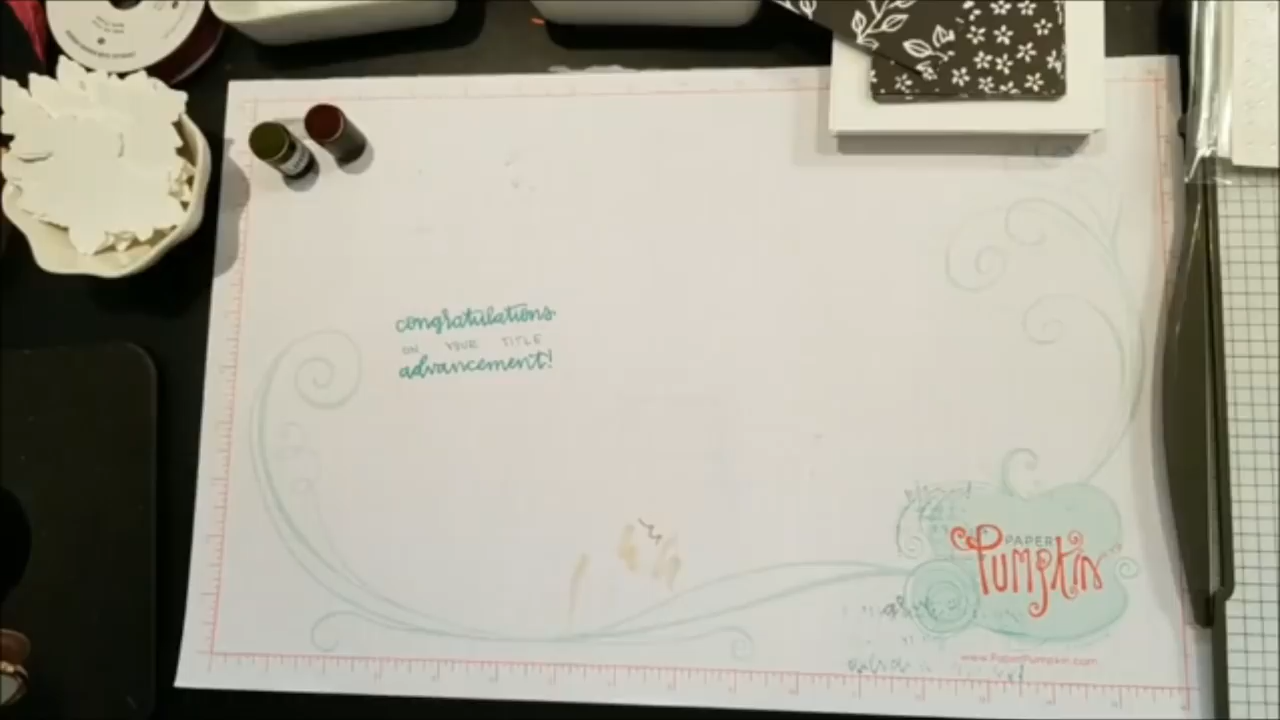 congratulations
ON YOUR TITLE
advancement!
PAPER
PumpKin
www.PaperPumpkin.com